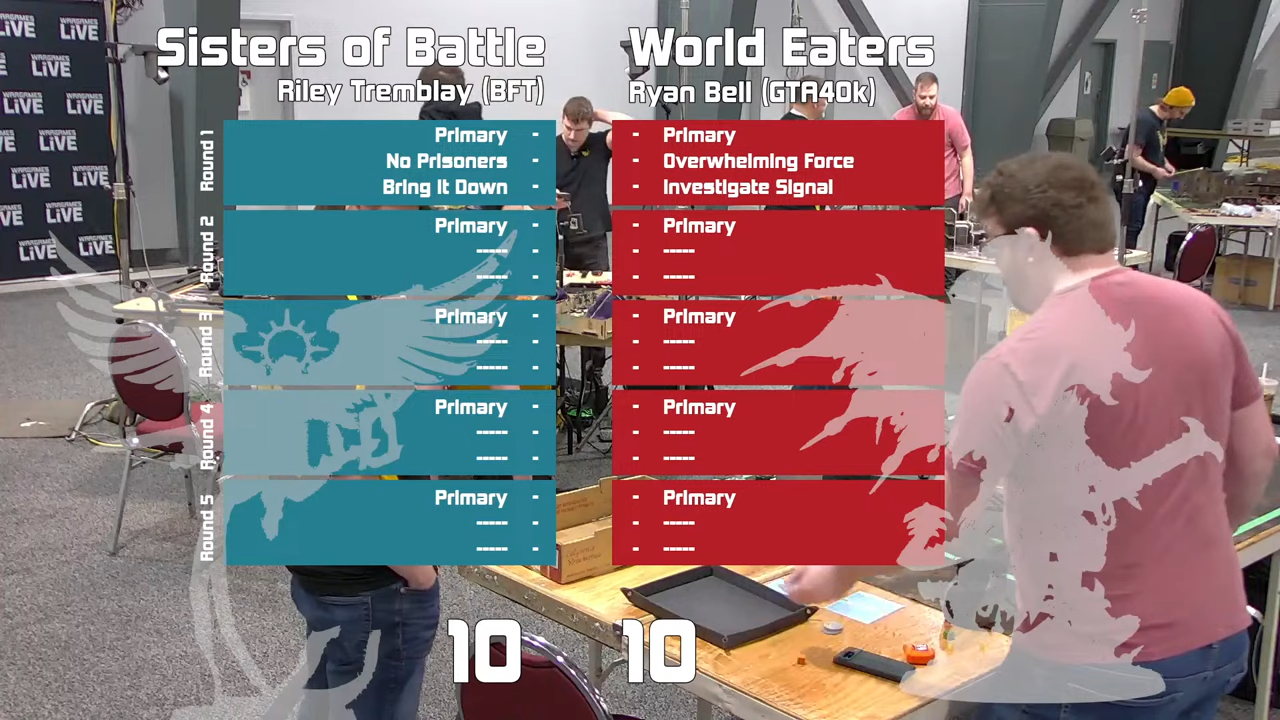 Sisters of Battle
Riley Tremblay (BFT)
World Eaters
Ryan Bell (GTA40k)
Round 1
Primary -
No Prisoners -
Bring It Down -
- Primary
- Overwhelming Force
- Investigate Signal
Round 2
Primary -
----- -
----- -
- Primary
- -----
- -----
Round 3
Primary -
----- -
----- -
- Primary
- -----
- -----
Round 4
Primary -
----- -
----- -
- Primary
- -----
- -----
Round 5
Primary -
----- -
----- -
- Primary
- -----
- -----
10
10
WARGAMES
LIVE
WARGAMES
LIVE
WARGAMES
LIVE
WARGAMES
LIVE
WARGAMES
LIVE
WARGAMES
LIVE